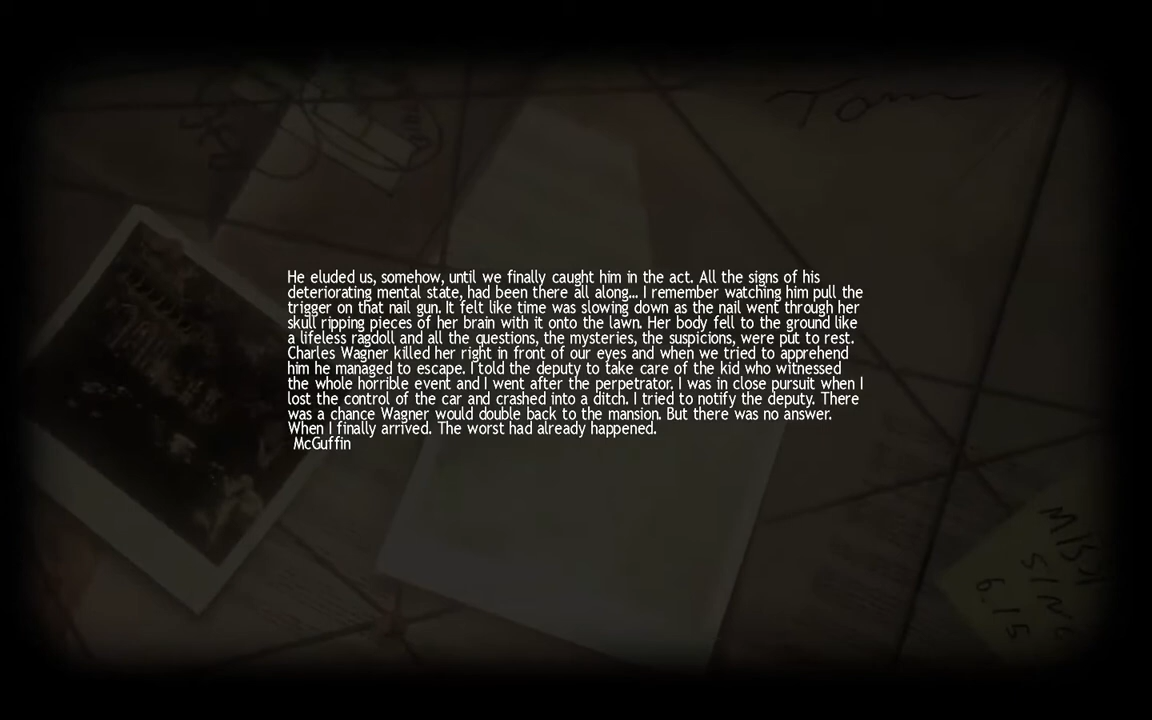 Tom
He eluded us, somehow, until we finally caught him in the act. All the signs of his
deteriorating mental state, had been there all along... I remember watching him pull the
trigger on that nail gun. It felt like time was slowing down as the nail went through her
skull ripping pieces of her brain with it onto the lawn. Her body fell to the ground like
a lifeless ragdoll and all the questions, the mysteries, the suspicions, were put to rest.
Charles Wagner killed her right in front of our eyes and when we tried to apprehend
him he managed to escape. I told the deputy to take care of the kid who witnessed
the whole horrible event and I went after the perpetrator. I was in close pursuit when I
lost the control of the car and crashed into a ditch. I tried to notify the deputy. There
was a chance Wagner would double back to the mansion. But there was no answer.
When I finally arrived. The worst had already happened.
McGuffin
6.15